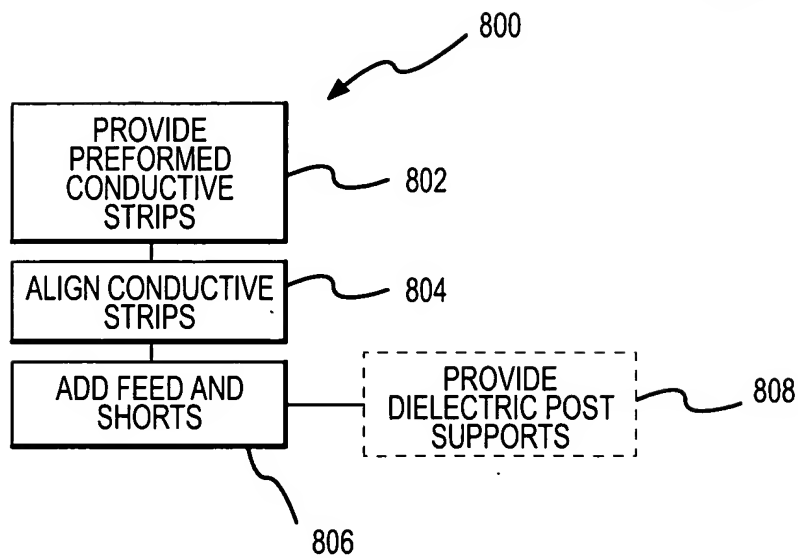 800
PROVIDE
PREFORMED
CONDUCTIVE
STRIPS
802
ALIGN CONDUCTIVE
STRIPS
804
ADD FEED AND
SHORTS
806
PROVIDE
DIELECTRIC POST
SUPPORTS
808